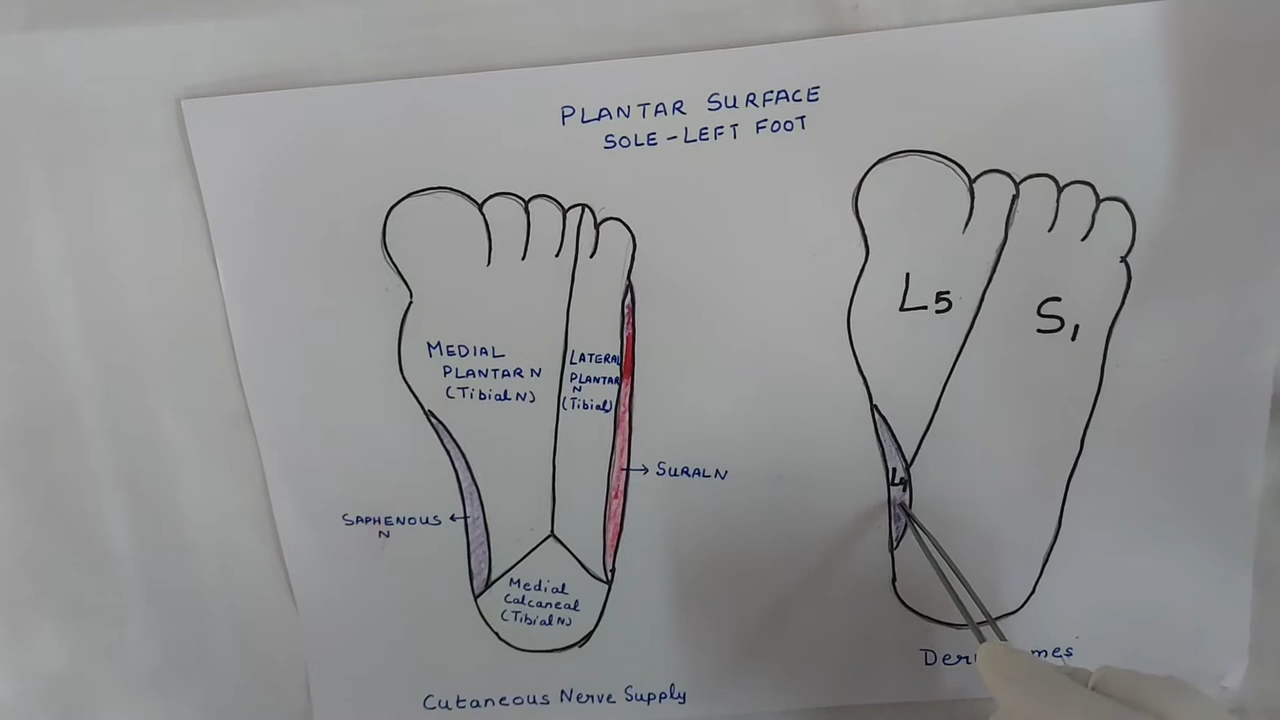 PLANTAR SURFACE
SOLE-LEFT FOOT
MEDIAL
PLANTAR N
(Tibial N)
LATERAL
PLANTAR
N
(Tibial)
SURAL N
SAPHENOUS
N
Medial
Calcaneal
(Tibial N)
Cutaneous Nerve Supply
L5
S1
L4